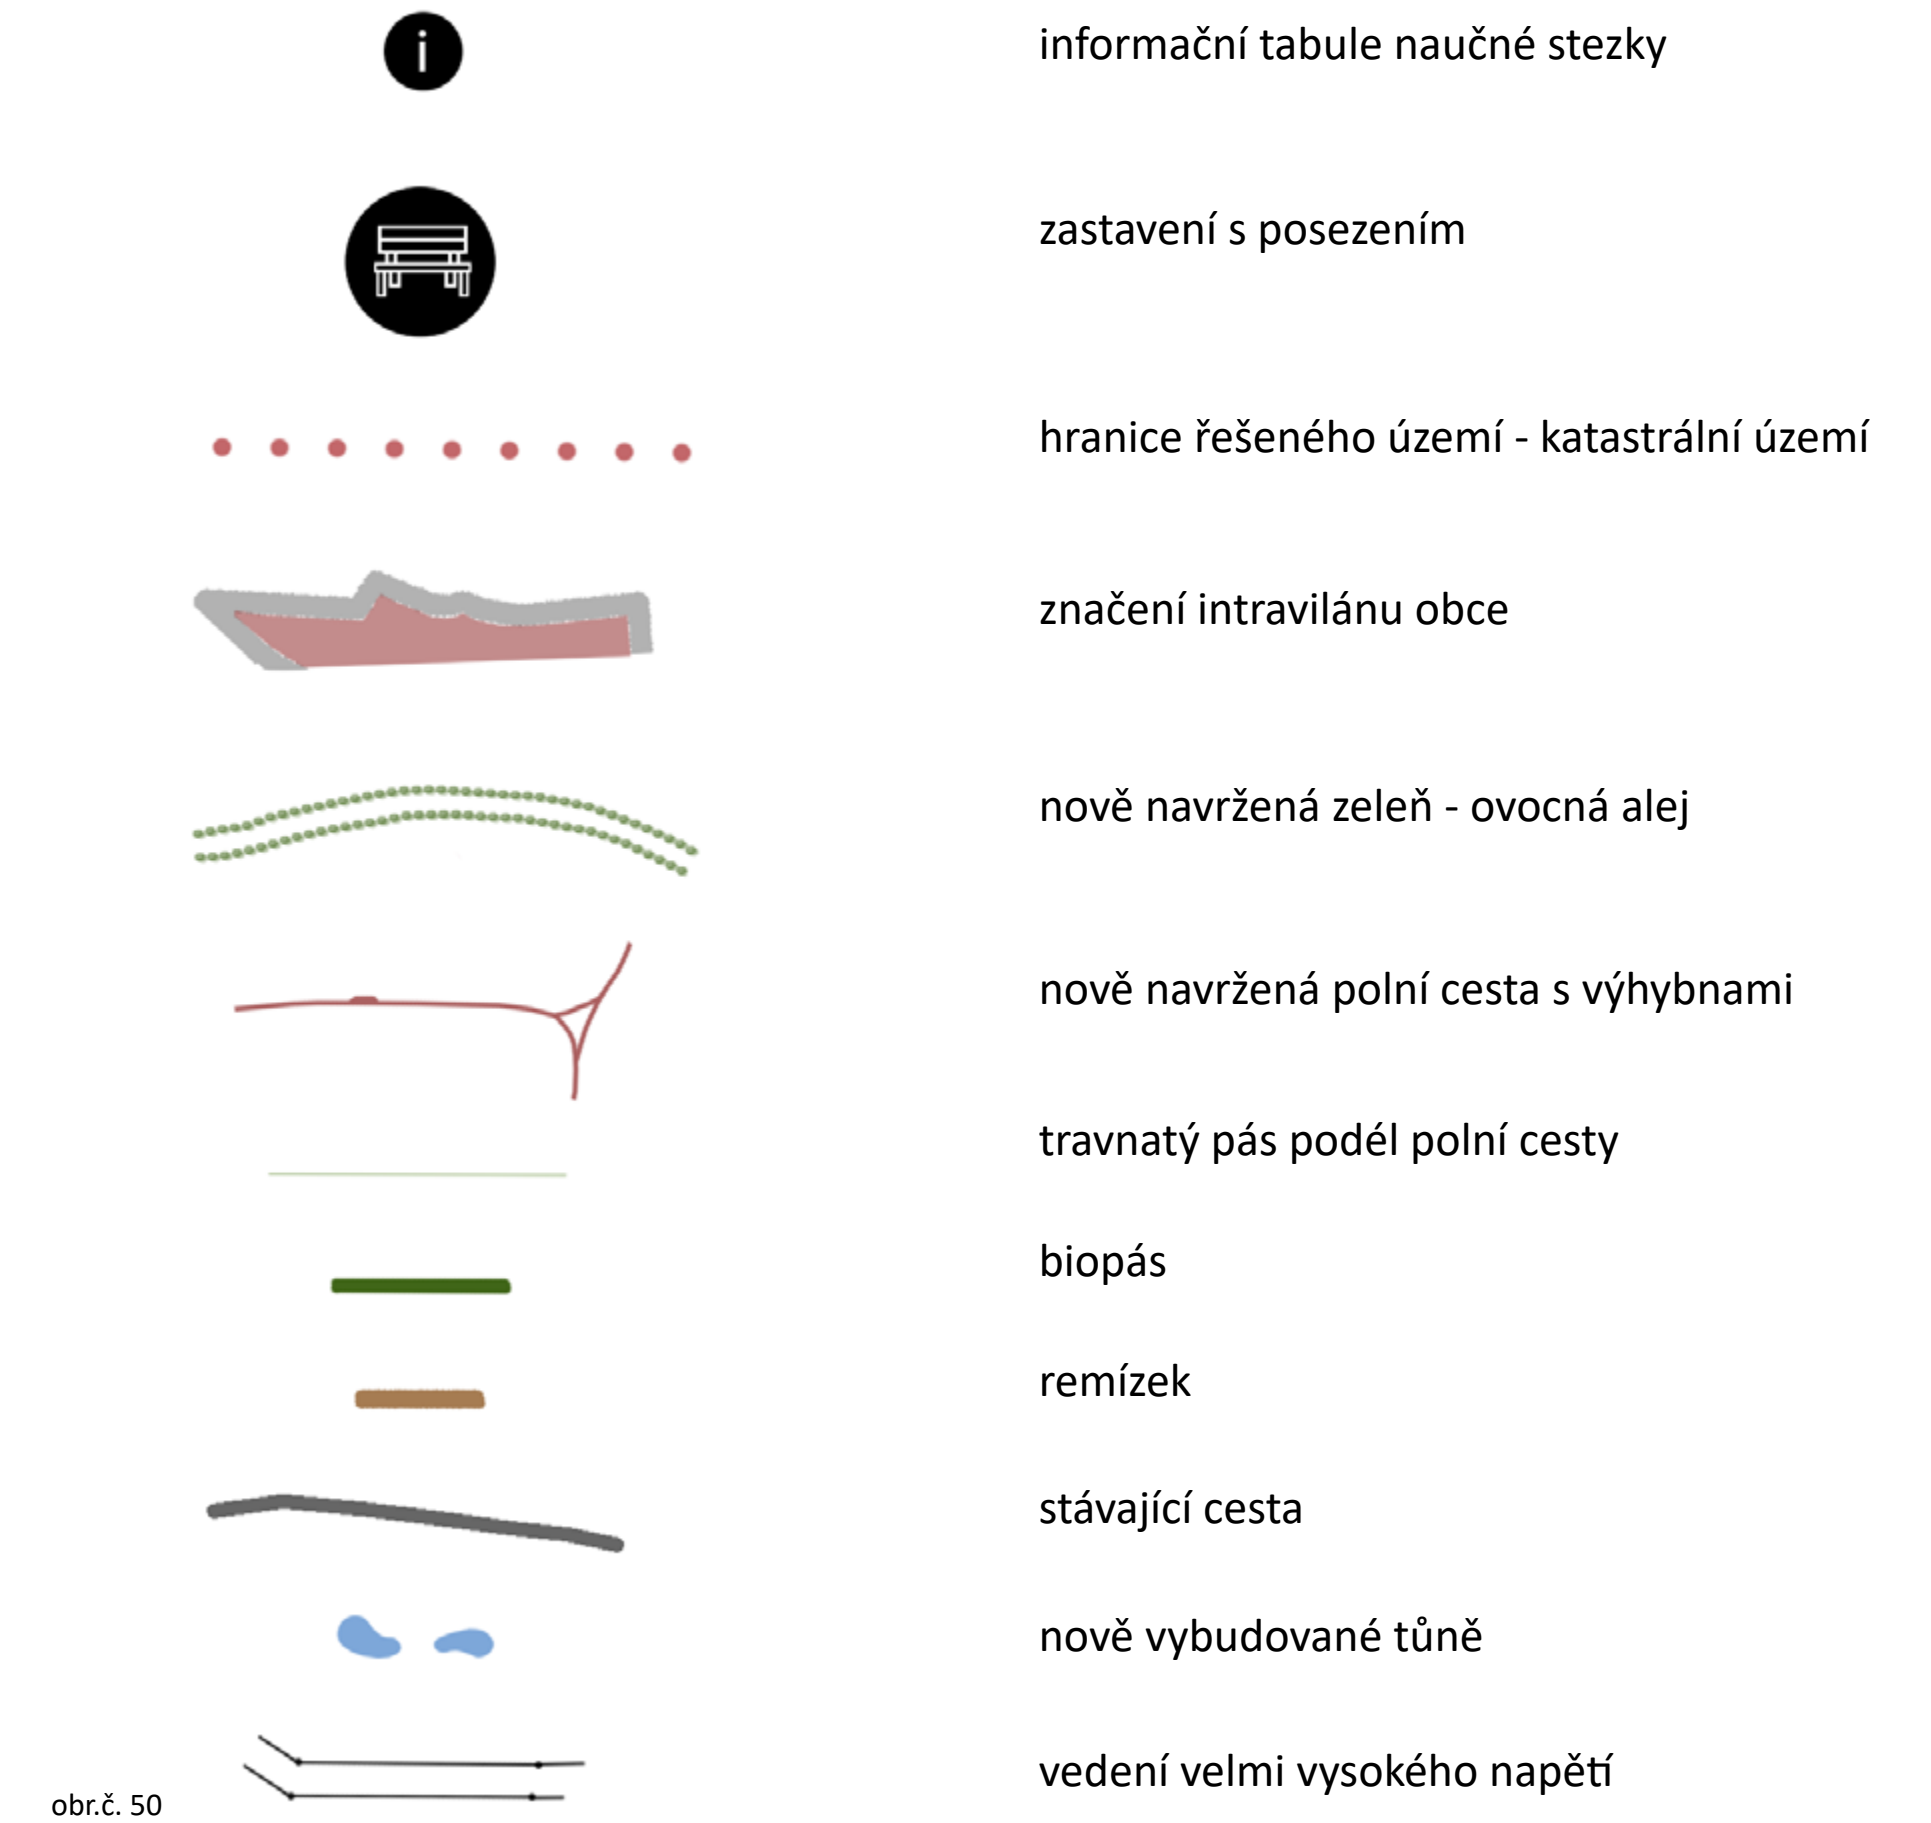 i
informační tabule naučné stezky
zastavení s posezením
hranice řešeného území - katastrální území
značení intravilánu obce
nově navržená zeleň - ovocná alej
nově navržená polní cesta s výhybnami
travnatý pás podél polní cesty
biopás
remízek
stávající cesta
nově vybudované tůně
vedení velmi vysokého napětí
obr.č. 50